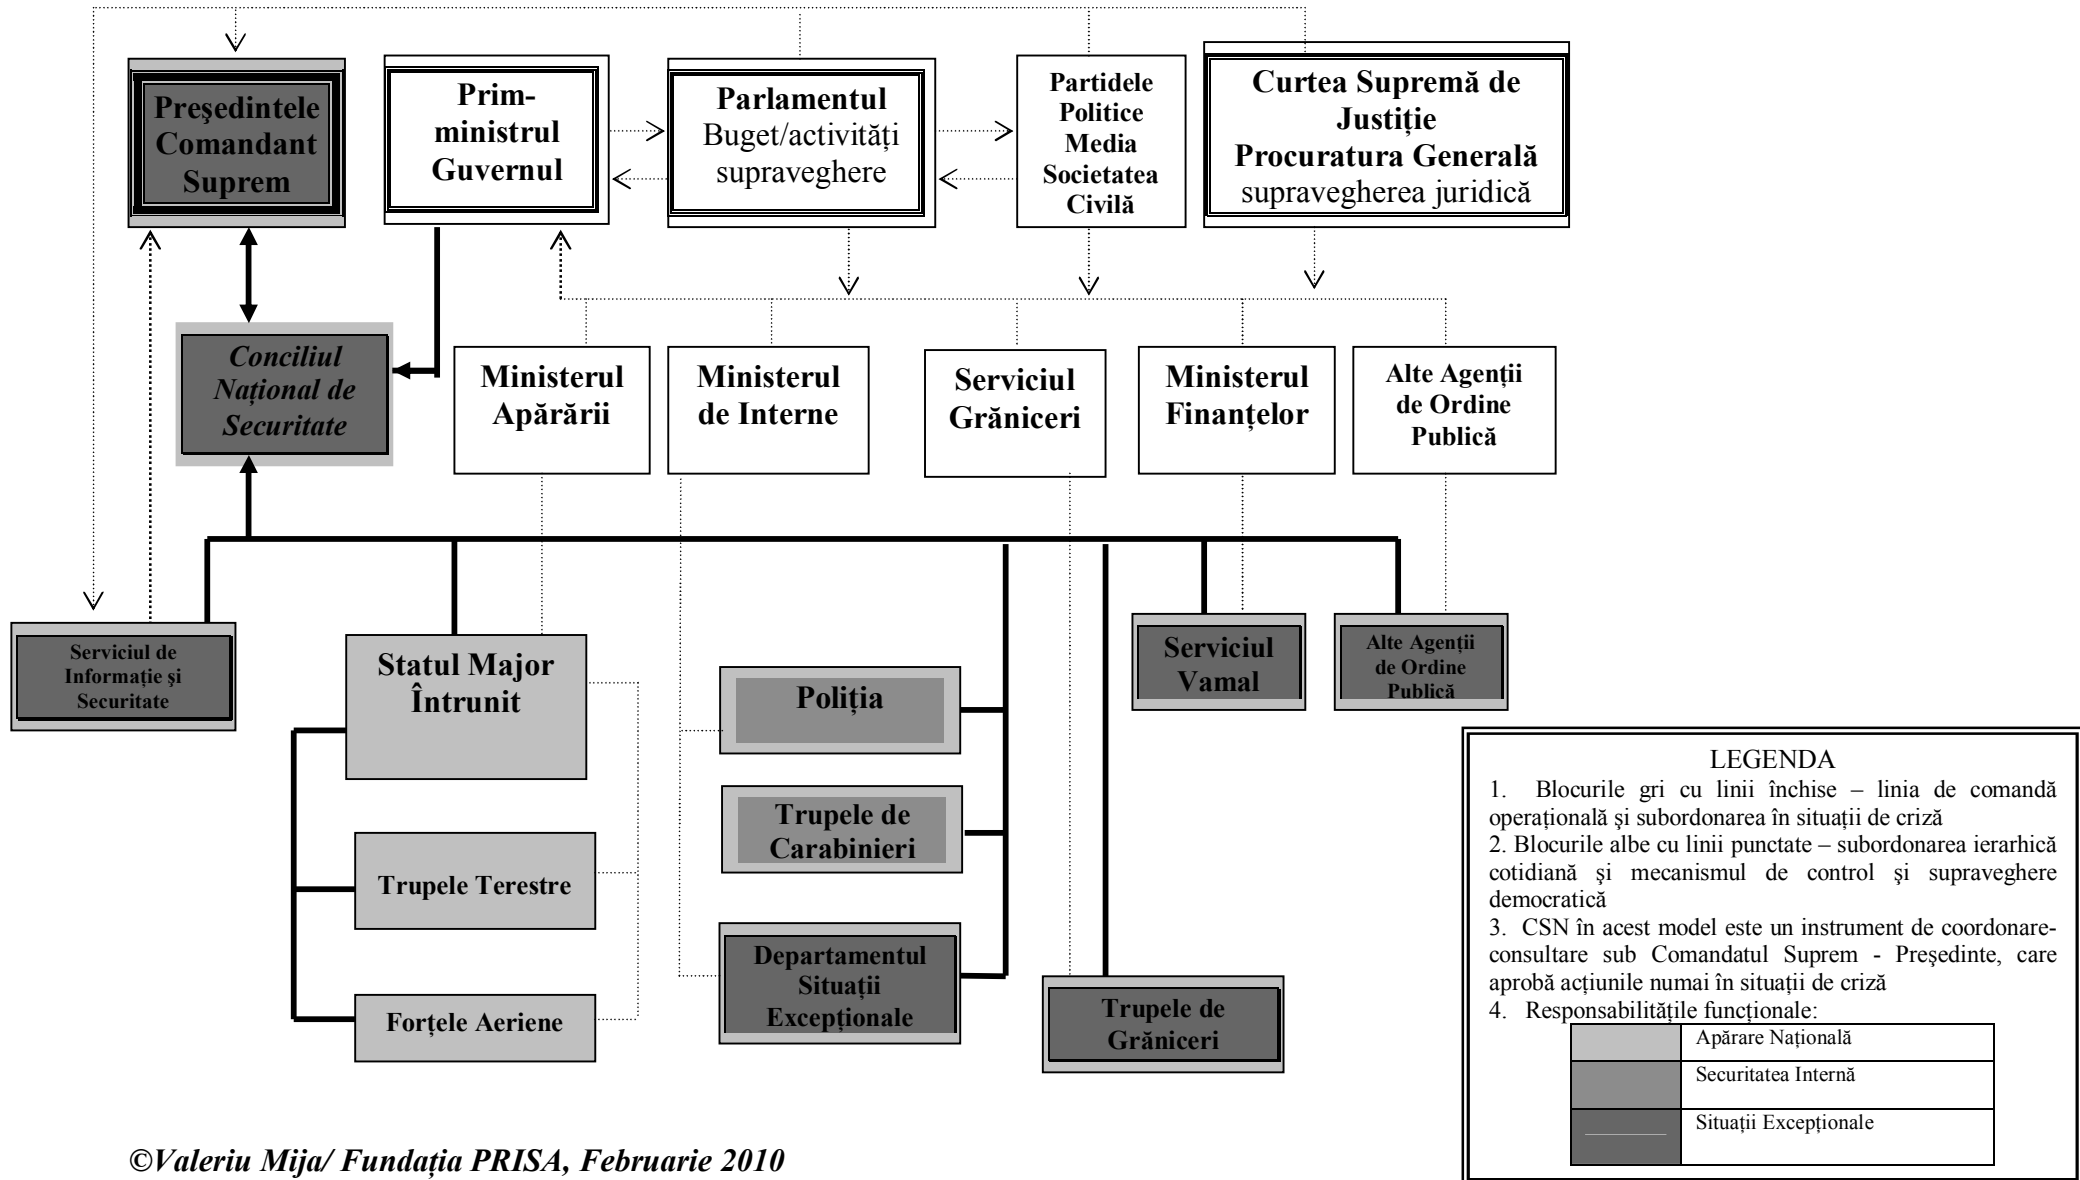 Preşedintele
Comandant
Suprem
Prim-
ministrul
Guvernul
Parlamentul
Buget/activități
supraveghere
Partidele
Politice
Media
Societatea
Civilă
Curtea Supremă de
Justiție
Procuratura Generală
supravegherea juridică
Conciliul
Național de
Securitate
Ministerul
Apărării
Ministerul
de Interne
Serviciul
Grăniceri
Ministerul
Finanțelor
Alte Agenții
de Ordine
Publică
Serviciul de
Informație şi
Securitate
Statul Major
Întrunit
Trupele Terestre
Forțele Aeriene
Poliția
Trupele de
Carabinieri
Departamentul
Situații
Excepționale
Trupele de
Grăniceri
Serviciul
Vamal
Alte Agenții
de Ordine
Publică
LEGENDA
1. Blocurile gri cu linii închise – linia de comandă
operațională şi subordonarea în situații de criză
2. Blocurile albe cu linii punctate – subordonarea ierarhică
cotidiană şi mecanismul de control şi supraveghere
democratică
3. CSN în acest model este un instrument de coordonare-
consultare sub Comandatul Suprem - Preşedinte, care
aprobă acțiunile numai în situații de criză
4. Responsabilitățile funcționale:
Apărare Națională
Securitatea Internă
Situații Excepționale
©Valeriu Mija/ Fundația PRISA, Februarie 2010